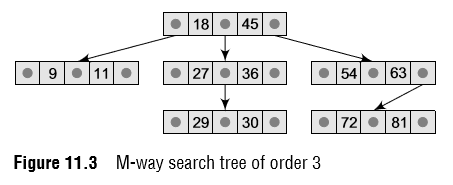 18 45
9 11 27 36 54 63
29 30 72 81
Figure 11.3 M-way search tree of order 3